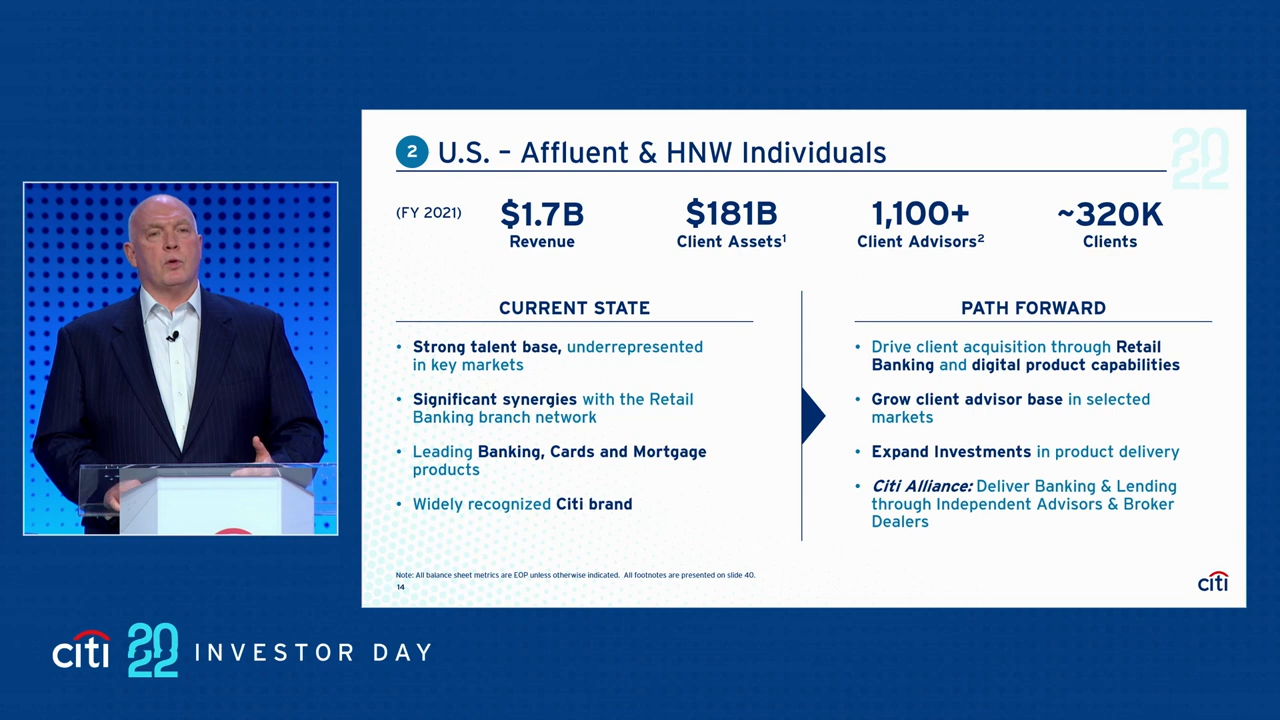 2 U.S. – Affluent & HNW Individuals
2022
(FY 2021)
$1.7B
Revenue
$181B
Client Assets1
1,100+
Client Advisors2
~320K
Clients
CURRENT STATE
• Strong talent base, underrepresented
in key markets
• Significant synergies with the Retail
Banking branch network
• Leading Banking, Cards and Mortgage
products
• Widely recognized Citi brand
PATH FORWARD
• Drive client acquisition through Retail
Banking and digital product capabilities
• Grow client advisor base in selected
markets
• Expand Investments in product delivery
• Citi Alliance: Deliver Banking & Lending
through Independent Advisors & Broker
Dealers
Note: All balance sheet metrics are EOP unless otherwise indicated. All footnotes are presented on slide 40.
14
citi
citi 2022 INVESTOR DAY